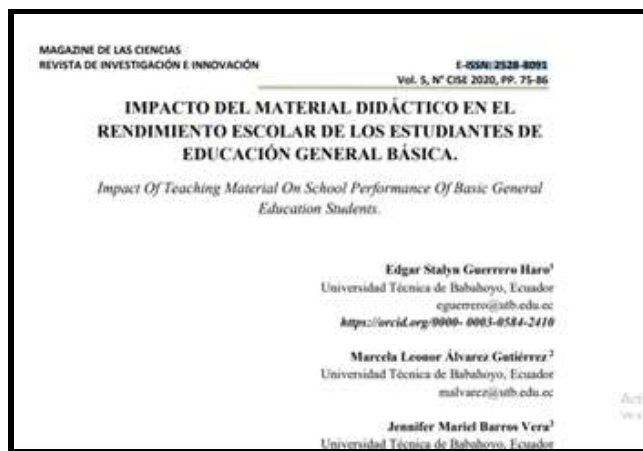 MAGAZINE DE LAS CIENCIAS
REVISTA DE INVESTIGACIÓN E INNOVACIÓN
E-ISSN: 2528-8091
Vol. 5, N° CISE 2020, PP. 75-86
IMPACTO DEL MATERIAL DIDÁCTICO EN EL
RENDIMIENTO ESCOLAR DE LOS ESTUDIANTES DE
EDUCACIÓN GENERAL BÁSICA.
Impact Of Teaching Material On School Performance Of Basic General
Education Students.
Edgar Stalyn Guerrero Haro¹
Universidad Técnica de Babahoyo, Ecuador
eguerrero@utb.edu.ec
https://orcid.org/0000- 0003-0584-2410
Marcela Leonor Álvarez Gutiérrez ²
Universidad Técnica de Babahoyo, Ecuador
malvarez@utb.edu.ec
Jennifer Mariel Barros Vera³
Universidad Técnica de Babahoyo, Ecuador